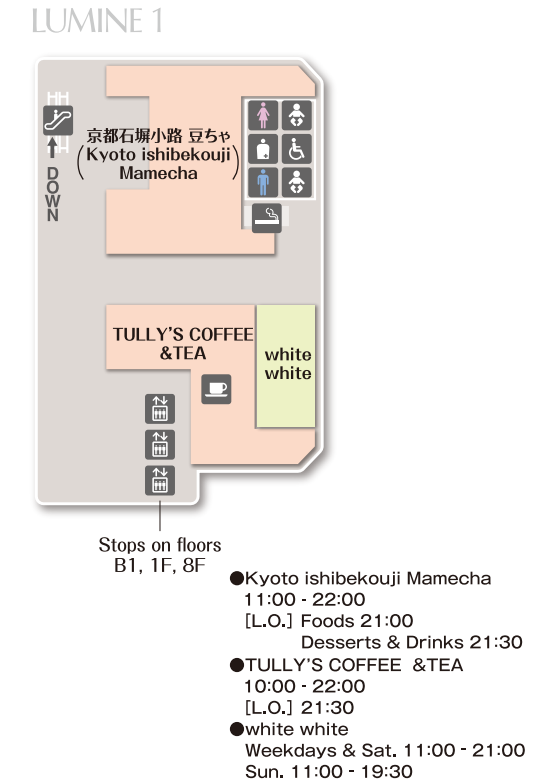 LUMINE 1
京都石塀小路 豆ちゃ
(Kyoto ishibekouji
Mamecha)
DOWN
TULLY'S COFFEE
&TEA
white
white
Stops on floors
B1, 1F, 8F
●Kyoto ishibekouji Mamecha
11:00 - 22:00
[L.O.] Foods 21:00
Desserts & Drinks 21:30
●TULLY'S COFFEE &TEA
10:00 - 22:00
[L.O.] 21:30
●white white
Weekdays & Sat. 11:00 - 21:00
Sun. 11:00 - 19:30